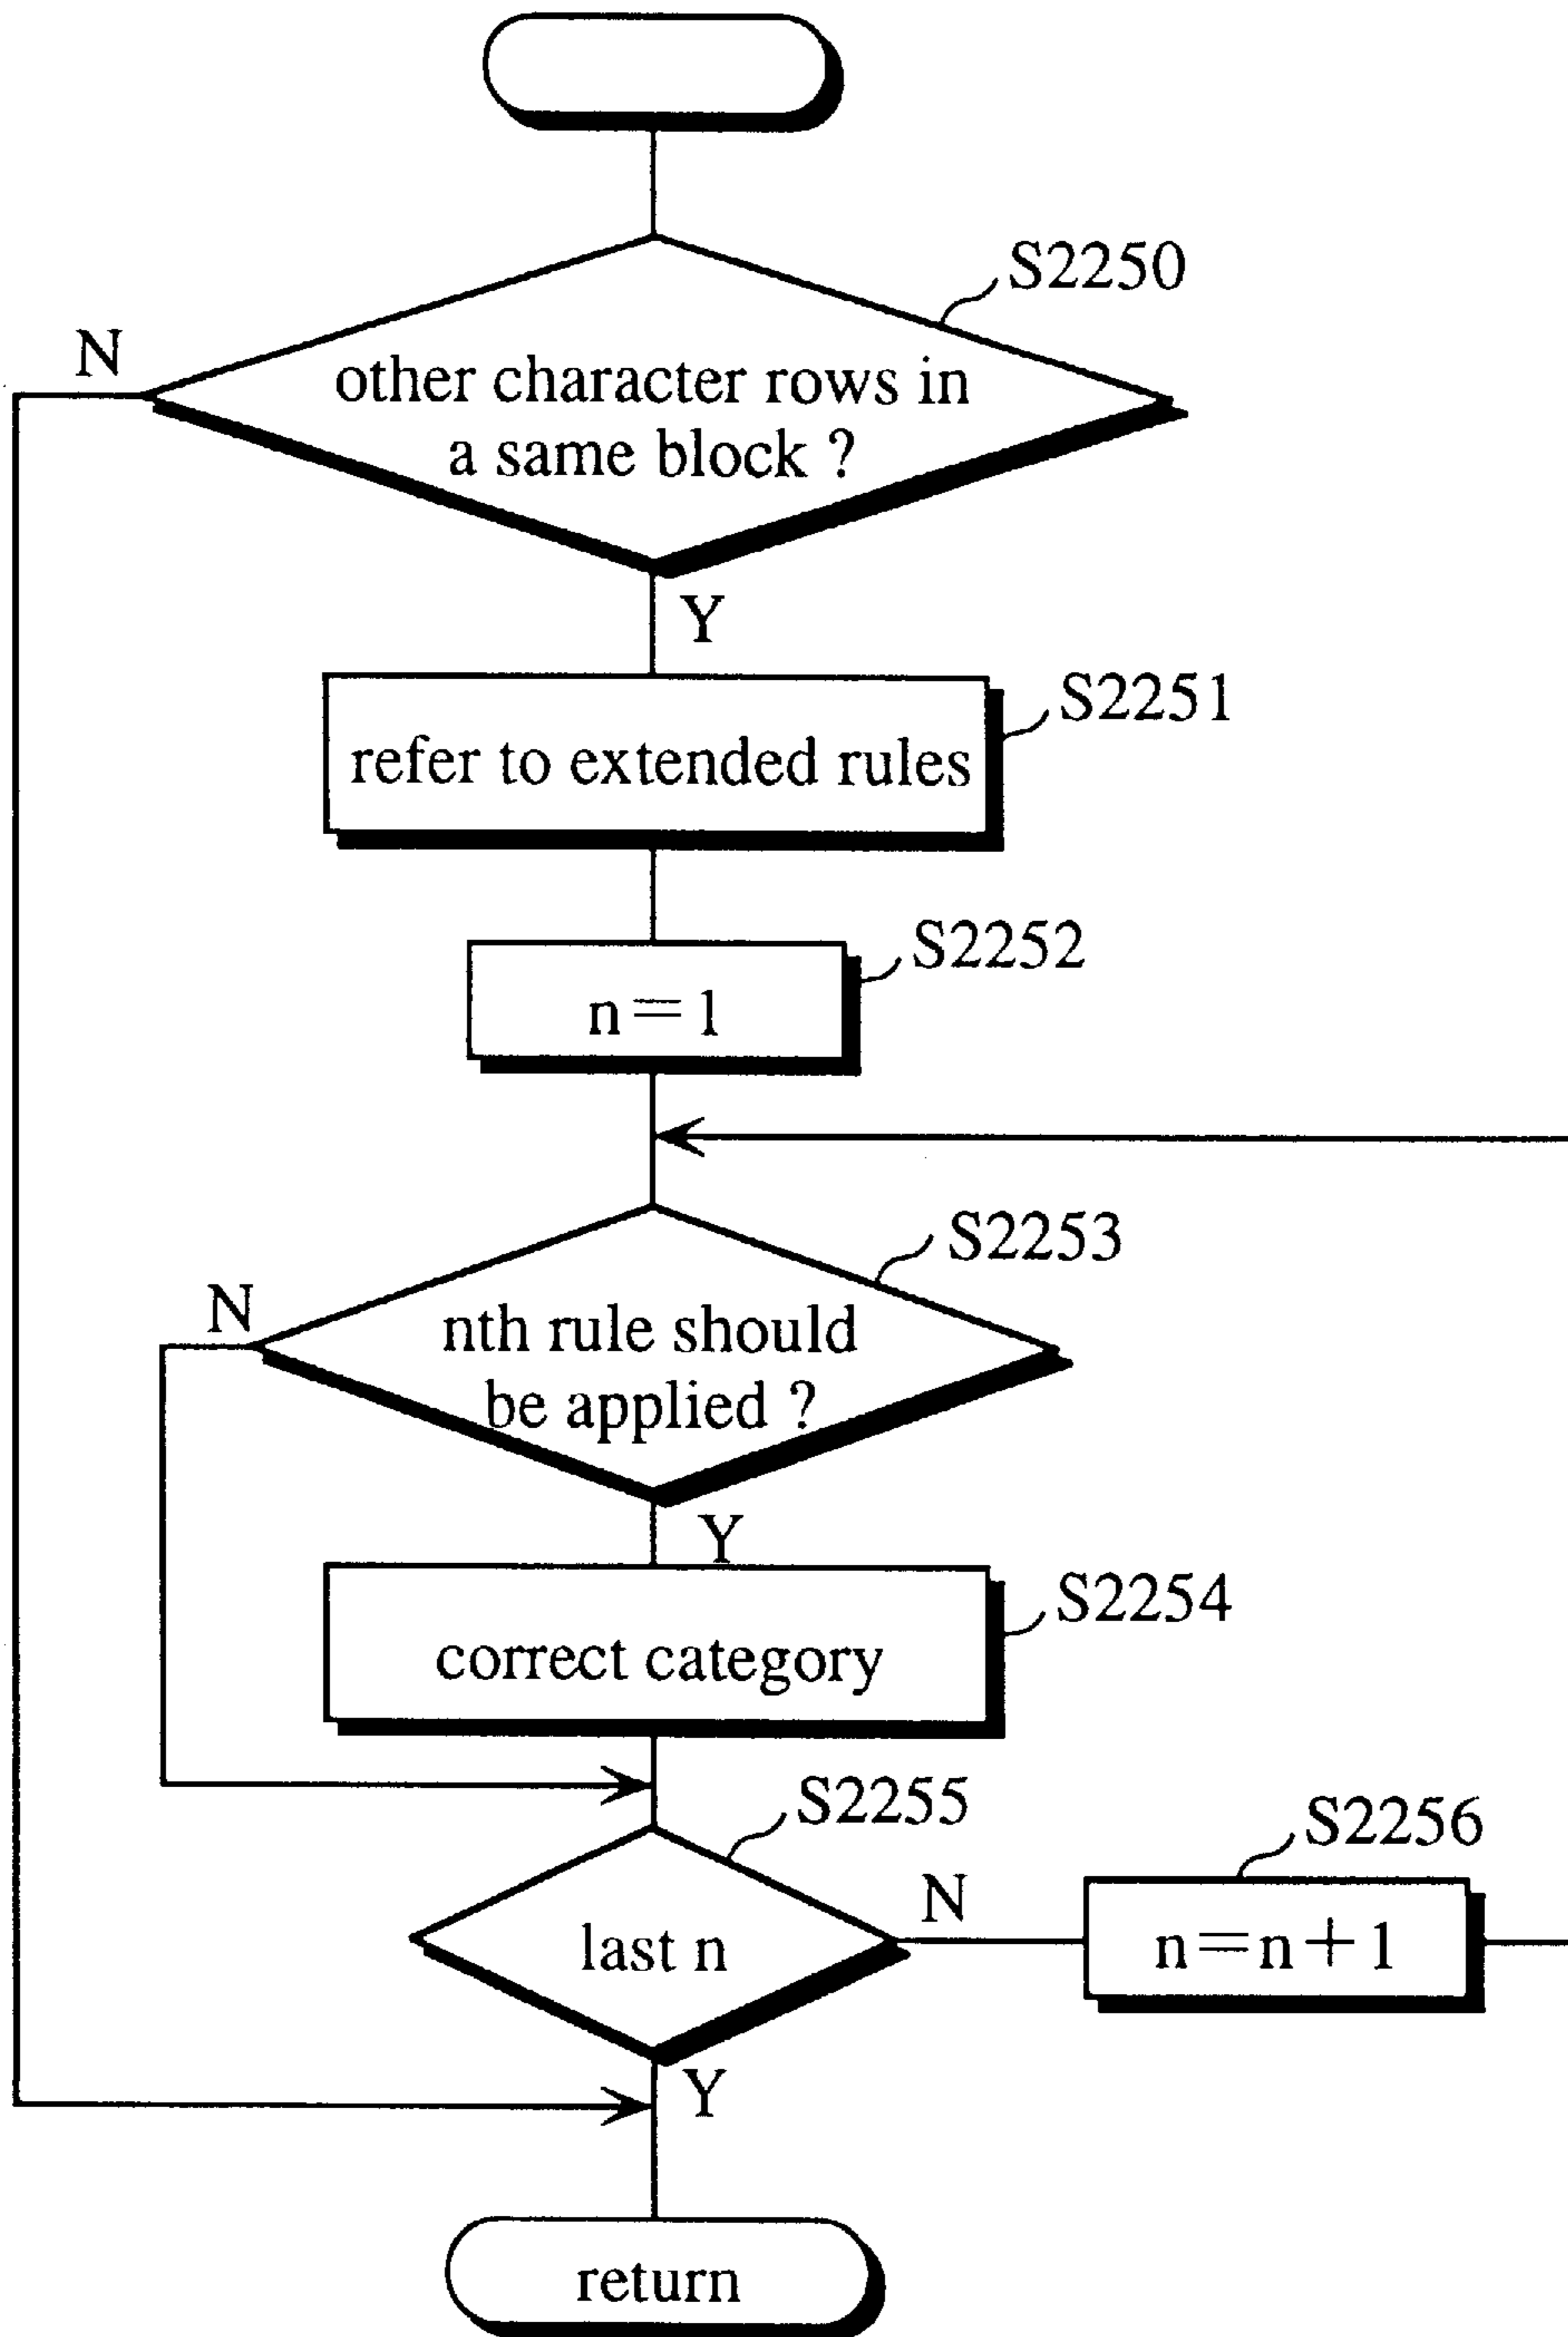 S2250
N
other character rows in
a same block ?
Y
S2251
refer to extended rules
S2252
n=1
S2253
N
nth rule should
be applied ?
Y
S2254
correct category
S2255
S2256
N
last n
n=n+1
Y
return